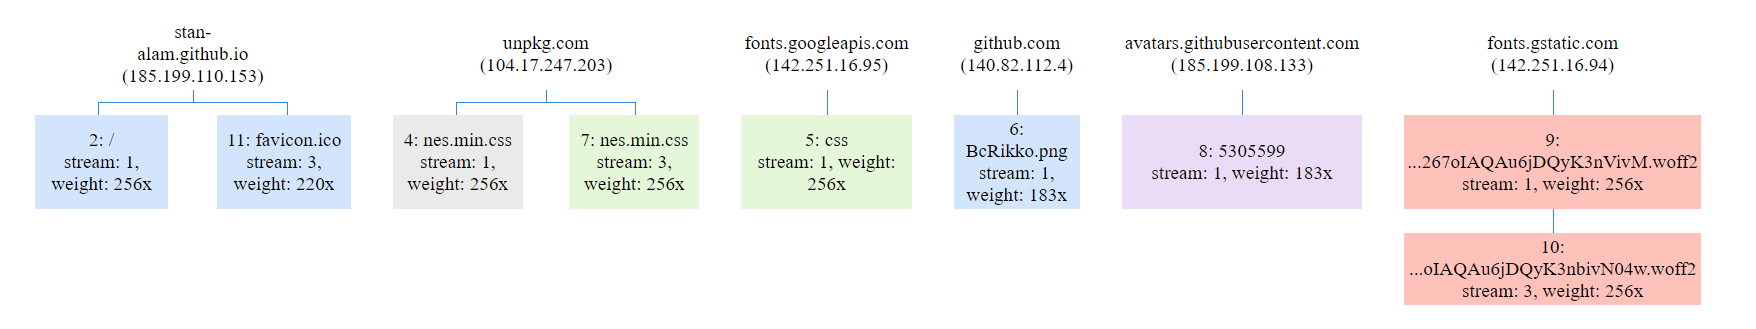 stan-
alam.github.io
(185.199.110.153)
2: /
stream: 1,
weight: 256x
11: favicon.ico
stream: 3,
weight: 220x
unpkg.com
(104.17.247.203)
4: nes.min.css
stream: 1,
weight: 256x
7: nes.min.css
stream: 3,
weight: 256x
fonts.googleapis.com
(142.251.16.95)
5: css
stream: 1, weight:
256x
github.com
(140.82.112.4)
6:
BcRikko.png
stream: 1,
weight: 183x
avatars.githubusercontent.com
(185.199.108.133)
8: 5305599
stream: 1, weight: 183x
fonts.gstatic.com
(142.251.16.94)
9:
...267oIAQAu6jDQyK3nVivM.woff2
stream: 1, weight: 256x
10:
...oIAQAu6jDQyK3nbivN04w.woff2
stream: 3, weight: 256x